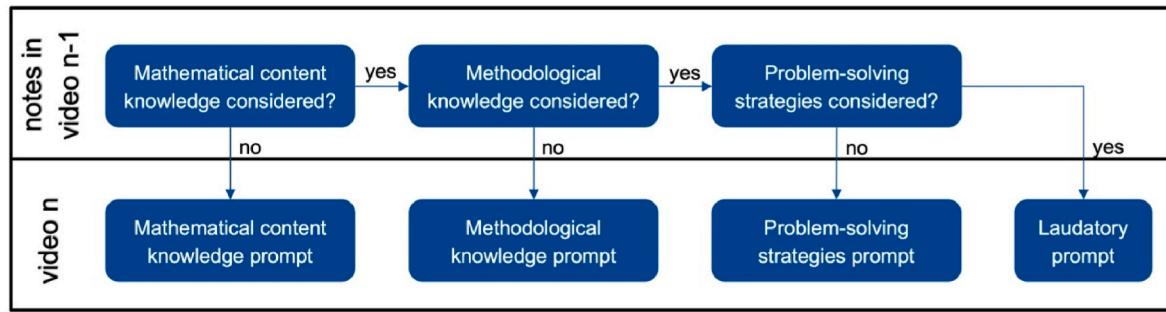 notes in
video n-1
Mathematical content
knowledge considered?
yes
Methodological
knowledge considered?
yes
Problem-solving
strategies considered?
no
no
no
yes
video n
Mathematical content
knowledge prompt
Methodological
knowledge prompt
Problem-solving
strategies prompt
Laudatory
prompt